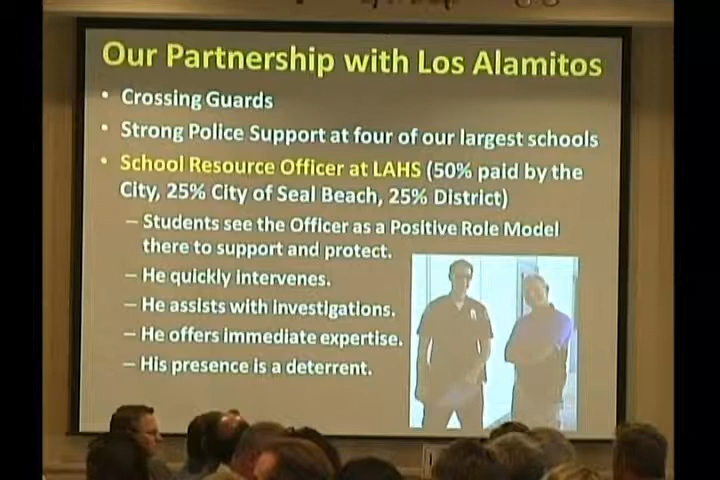 Our Partnership with Los Alamitos
• Crossing Guards
• Strong Police Support at four of our largest schools
• School Resource Officer at LAHS (50% paid by the
City, 25% City of Seal Beach, 25% District)
– Students see the Officer as a Positive Role Model
there to support and protect.
– He quickly intervenes.
– He assists with investigations.
– He offers immediate expertise.
– His presence is a deterrent.